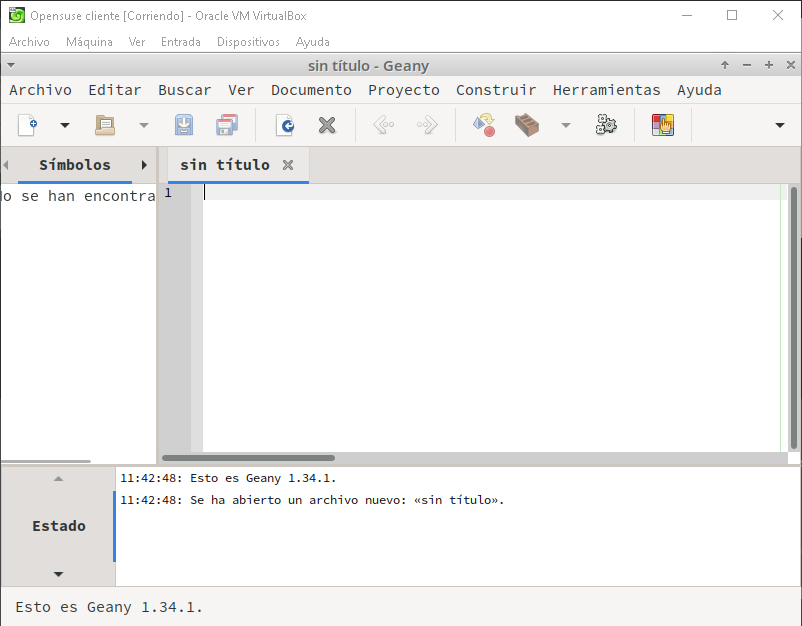 Opensuse cliente [Corriendo] - Oracle VM VirtualBox
Archivo Máquina Ver Entrada Dispositivos Ayuda
sin título - Geany
Archivo Editar Buscar Ver Documento Proyecto Construir Herramientas Ayuda
Símbolos sin título
se han encontra 1
11:42:48: Esto es Geany 1.34.1.
11:42:48: Se ha abierto un archivo nuevo: «sin título».
Estado
Esto es Geany 1.34.1.